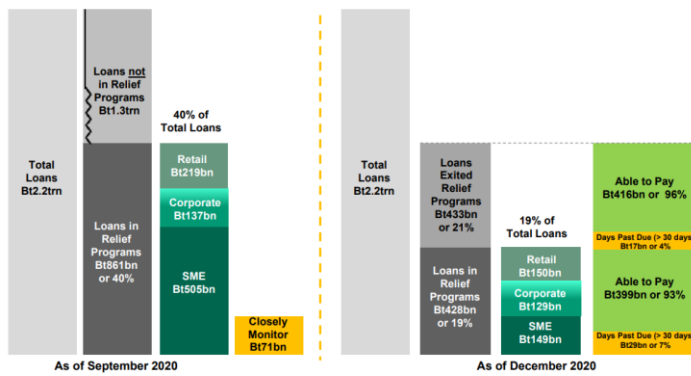 Loans not
in Relief
Programs
Bt1.3trn
40% of
Total Loans
Total
Loans
Bt2.2trn
Loans in
Relief
Programs
Bt861bn
or 40%
Retail
Bt219bn
Corporate
Bt137bn
SME
Bt505bn
Closely
Monitor
Bt71bn
As of September 2020
Total
Loans
Bt2.2trn
Loans
Exited
Relief
Programs
Bt433bn
or 21%
Loans in
Relief
Programs
Bt428bn
or 19%
19% of
Total Loans
Retail
Bt150bn
Corporate
Bt129bn
SME
Bt149bn
Able to Pay
Bt416bn or  96%
Days Past Due (> 30 days)
Bt17bn or 4%
Able to Pay
Bt399bn or 93%
Days Past Due (> 30 days)
Bt29bn or 7%
As of December 2020